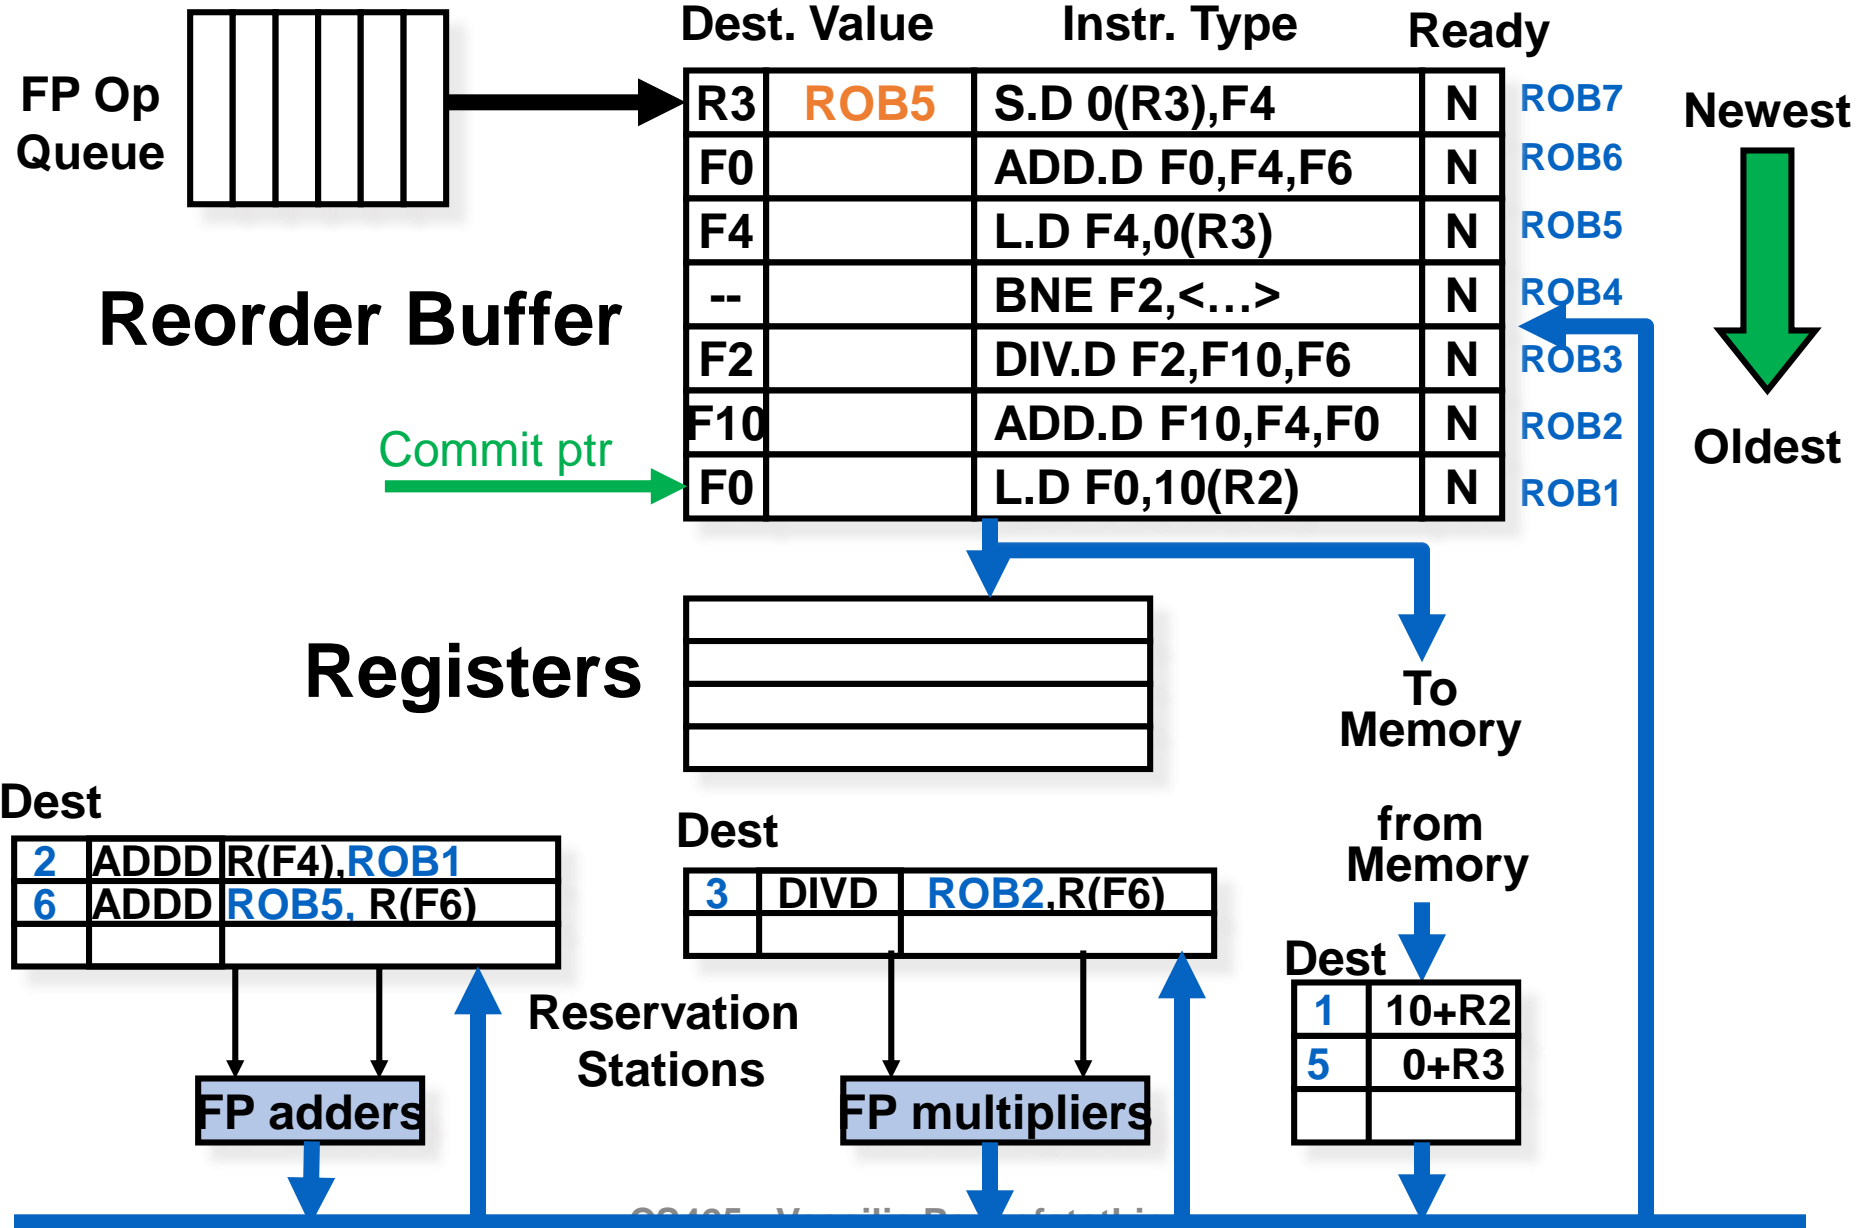 Dest. Value Instr. Type Ready
FP Op
Queue
R3 ROB5 S.D 0(R3),F4 N ROB7
F0 ADD.D F0,F4,F6 N ROB6
F4 L.D F4,0(R3) N ROB5
-- BNE F2,<…> N ROB4
F2 DIV.D F2,F10,F6 N ROB3
F10 ADD.D F10,F4,F0 N ROB2
F0 L.D F0,10(R2) N ROB1
Newest
Oldest
Reorder Buffer
Commit ptr
Registers
To
Memory
Dest
2 ADDD R(F4),ROB1
6 ADDD ROB5, R(F6)
Dest
3 DIVD ROB2,R(F6)
from
Memory
Dest
1 10+R2
5 0+R3
Reservation
Stations
FP adders
FP multipliers